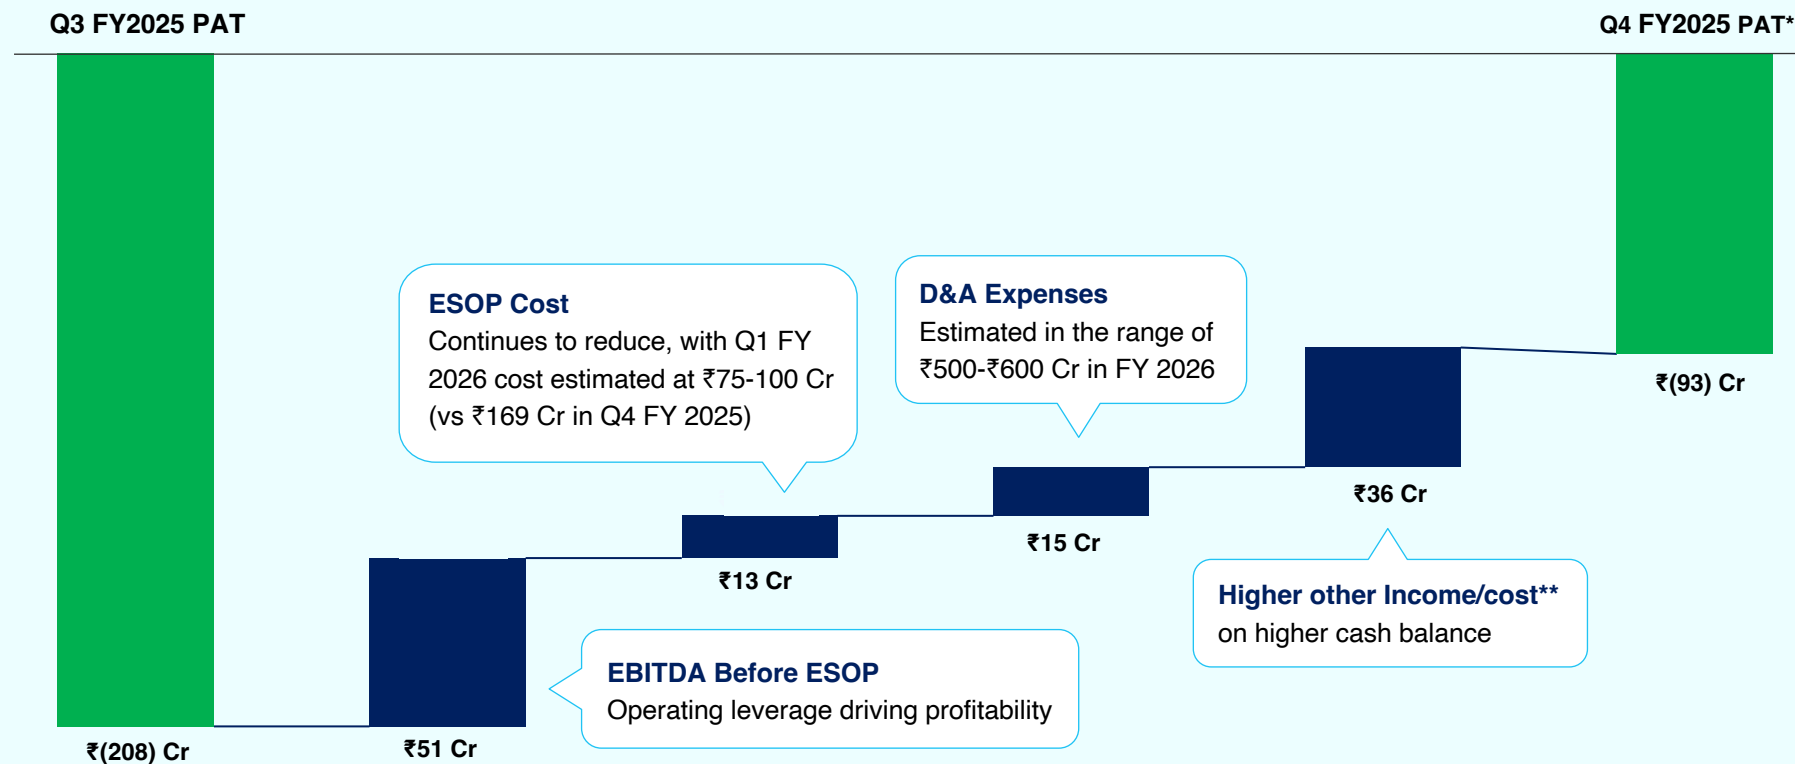 Q3 FY2025 PAT
Q4 FY2025 PAT*
ESOP Cost
Continues to reduce, with Q1 FY
2026 cost estimated at ₹75-100 Cr
(vs ₹169 Cr in Q4 FY 2025)
D&A Expenses
Estimated in the range of
₹500-₹600 Cr in FY 2026
₹(93) Cr
₹36 Cr
₹15 Cr
₹13 Cr
Higher other Income/cost**
on higher cash balance
EBITDA Before ESOP
Operating leverage driving profitability
₹(208) Cr
₹51 Cr